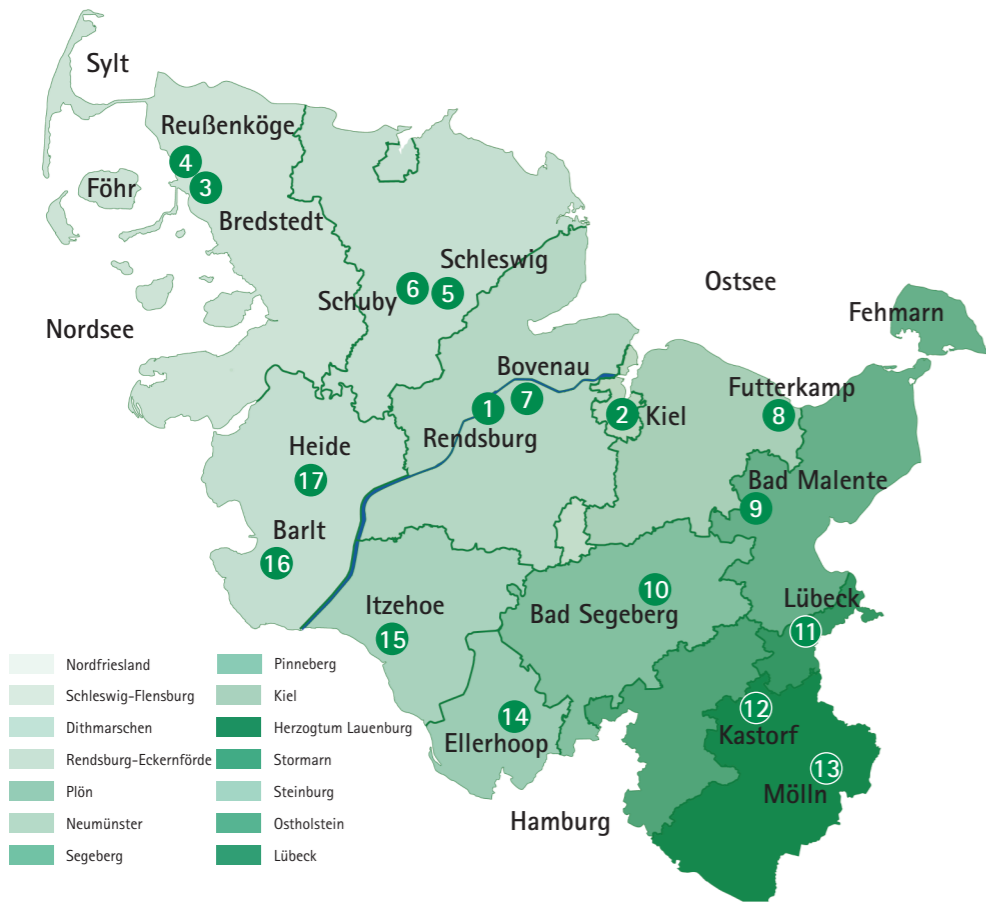 Sylt
Reußenköge
4
3
Föhr
Bredstedt
Schleswig
6
5
Schuby
Ostsee
Fehmarn
Nordsee
Bovenau
7
1
Rendsburg
2
Kiel
Futterkamp
8
Heide
17
Bad Malente
9
Barlt
16
Itzehoe
15
10
Bad Segeberg
Lübeck
11
12
Kastorf
14
Ellerhoop
13
Mölln
Hamburg
Nordfriesland
Schleswig-Flensburg
Dithmarschen
Rendsburg-Eckernförde
Plön
Neumünster
Segeberg
Pinneberg
Kiel
Herzogtum Lauenburg
Stormarn
Steinburg
Ostholstein
Lübeck